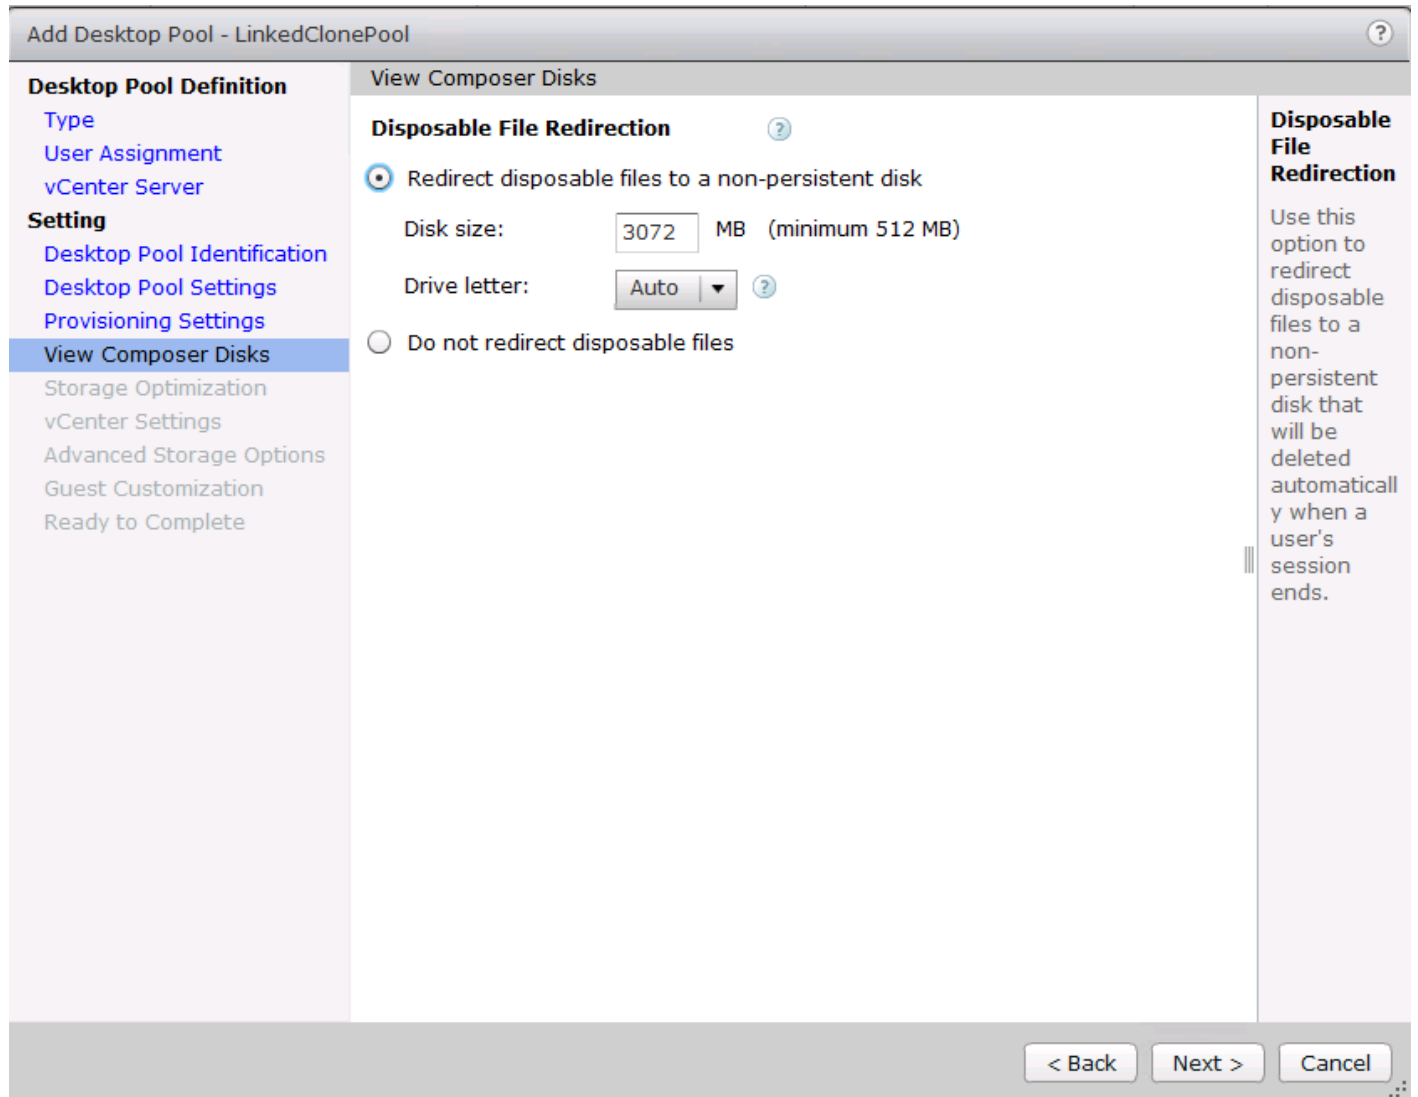 Add Desktop Pool - LinkedClonePool
?
Desktop Pool Definition
Type
User Assignment
vCenter Server
Setting
Desktop Pool Identification
Desktop Pool Settings
Provisioning Settings
View Composer Disks
Storage Optimization
vCenter Settings
Advanced Storage Options
Guest Customization
Ready to Complete
View Composer Disks
Disposable File Redirection ?
Redirect disposable files to a non-persistent disk
Disk size: 3072 MB (minimum 512 MB)
Drive letter: Auto ?
Do not redirect disposable files
Disposable
File
Redirection
Use this
option to
redirect
disposable
files to a
non-
persistent
disk that
will be
deleted
automaticall
y when a
user's
session
ends.
< Back Next > Cancel